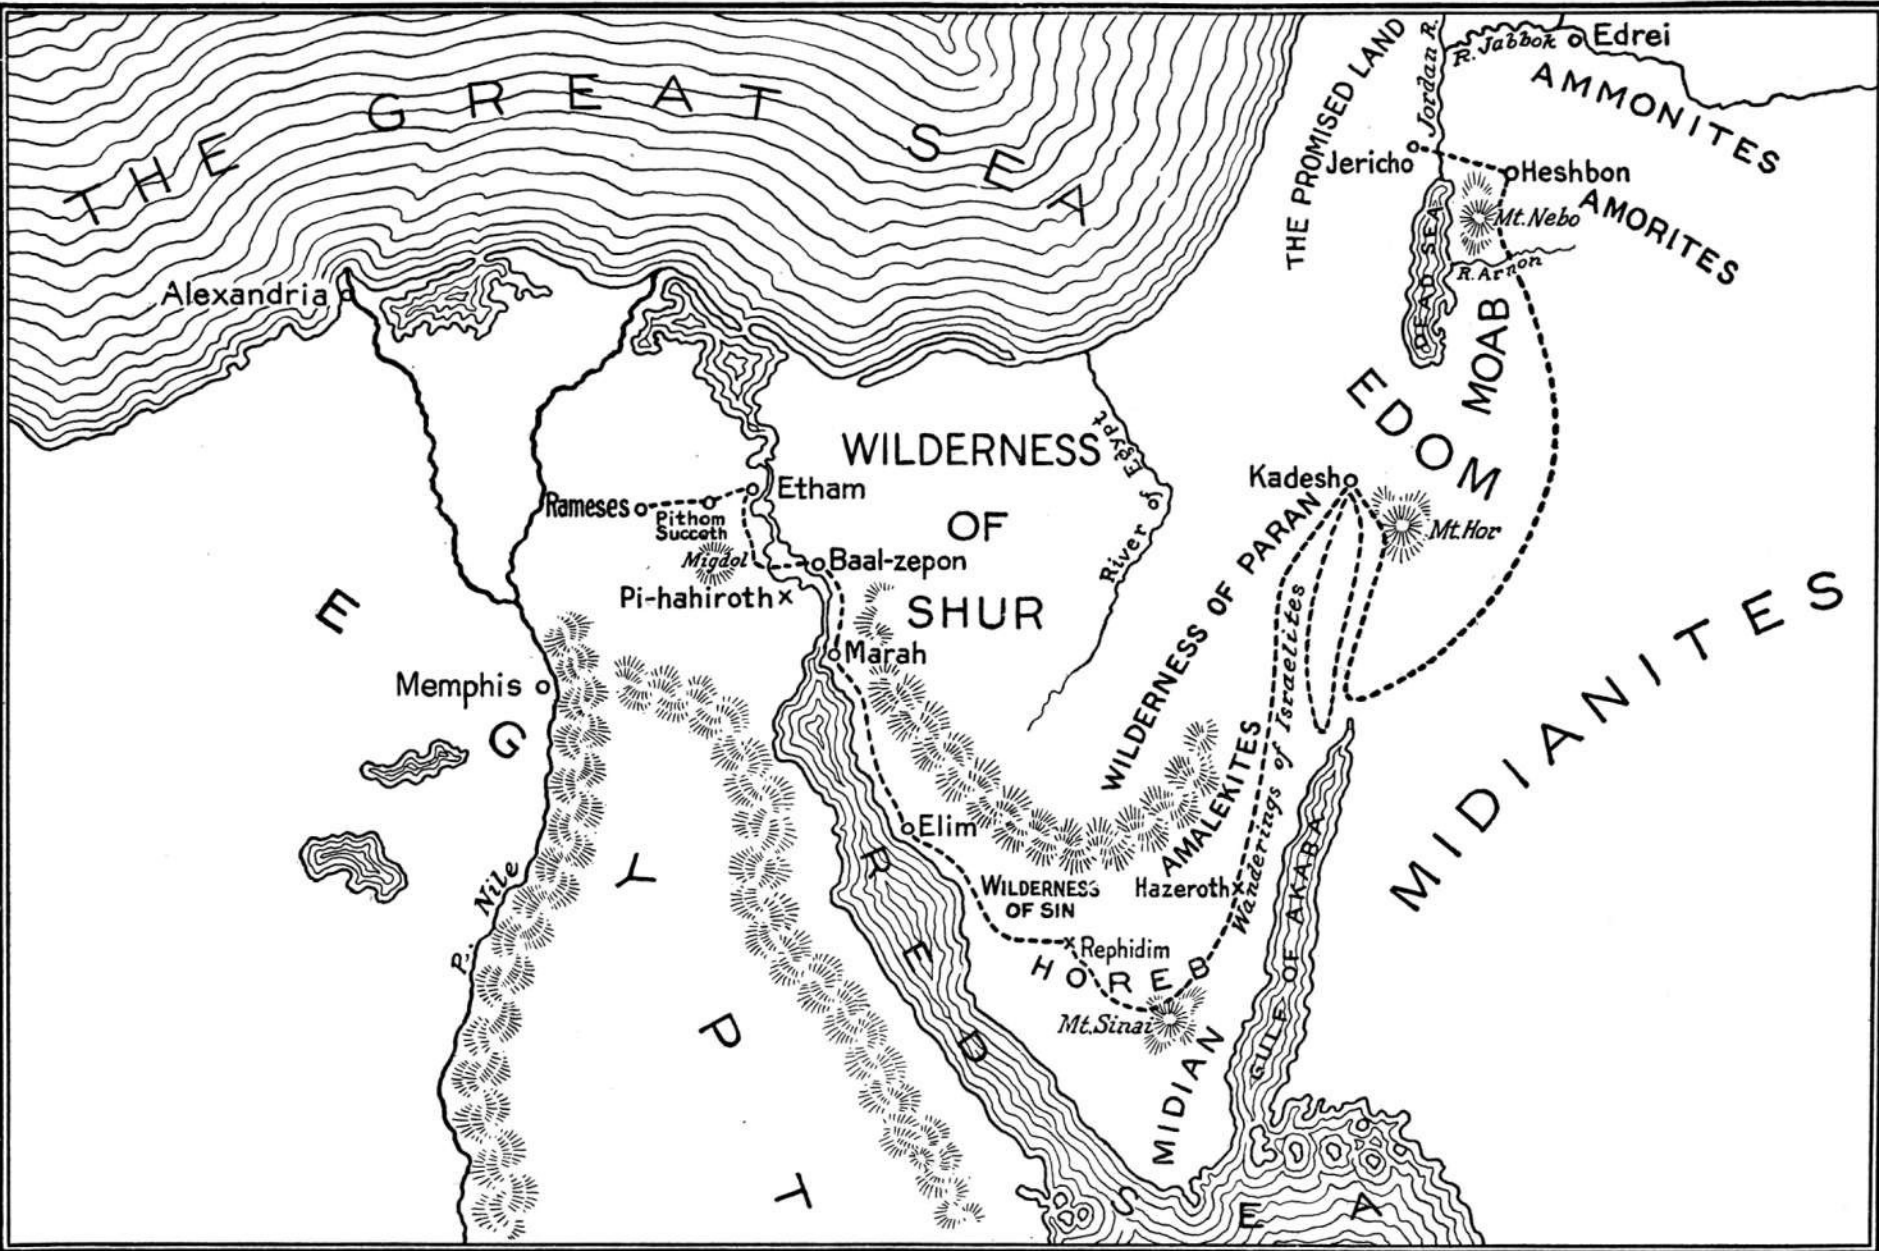 THE GREAT SEA
THE PROMISED LAND
Jordan R.
R. Jabbok
Edrei
AMMONITES
Jericho
Heshbon
Mt. Nebo
AMORITES
DEAD SEA
R. Arnon
MOAB
EDOM
Alexandria
WILDERNESS
OF
SHUR
River of Egypt
Kadesh
Mt. Hor
Rameses
Pithom
Succoth
Etham
Migdol
Baal-zepon
Pi-hahiroth
Marah
Memphis
EGYPT
R. Nile
WILDERNESS OF PARAN
Wanderings of Israelites
AMALEKITES
MIDIANITES
Elim
WILDERNESS
OF SIN
Hazeroth
Rephidim
HOREB
Mt. Sinai
MIDIAN
GULF OF AKABA
RED SEA